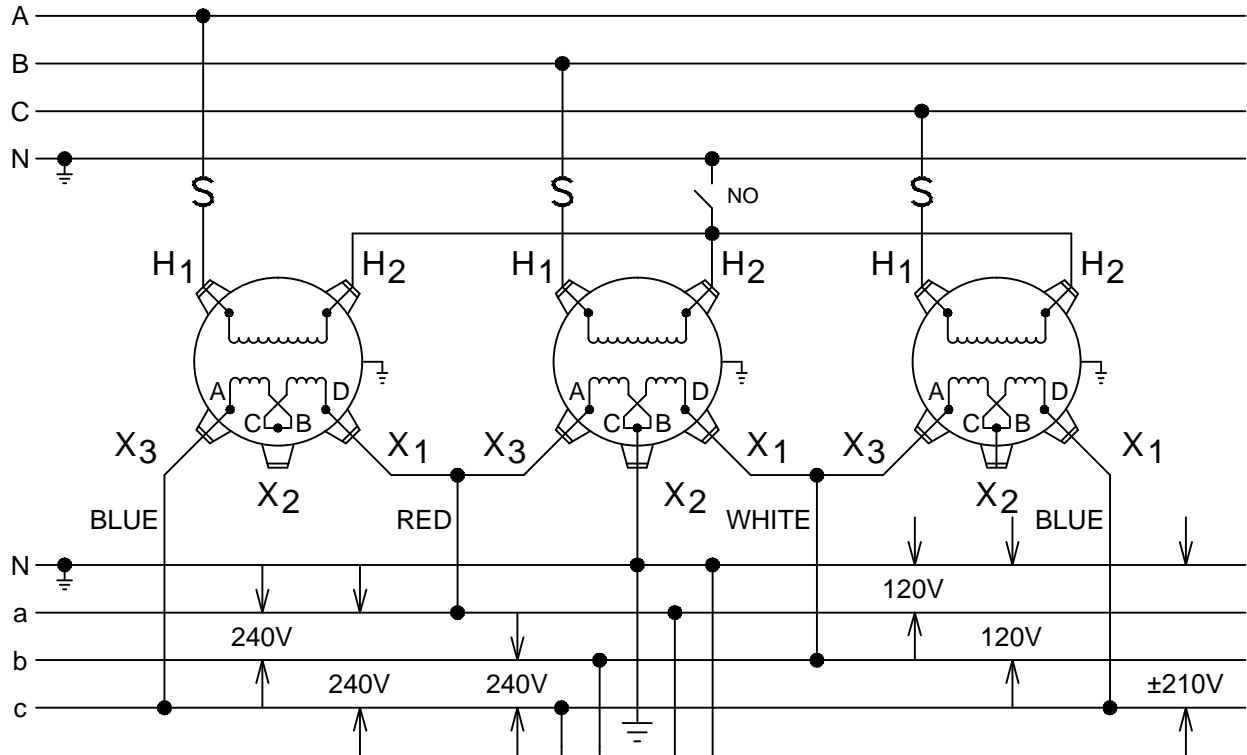 A
B
C
N
S S NO S
H1 H2 H1 H2 H1 H2
A D A D A D
C B C B C B
X3 X1 X3 X1 X3 X1
X2 X2 X2
BLUE RED WHITE BLUE
N
120V
a
240V 120V
b
240V 240V ±210V
c